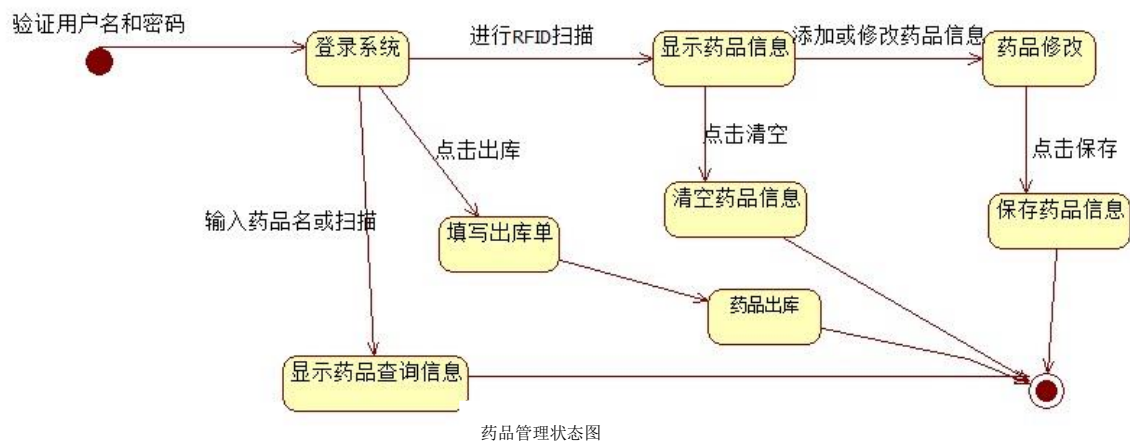 验证用户名和密码
登录系统
进行RFID扫描
显示药品信息
添加或修改药品信息
药品修改
点击出库
点击清空
点击保存
输入药品名或扫描
填写出库单
清空药品信息
保存药品信息
药品出库
显示药品查询信息
药品管理状态图